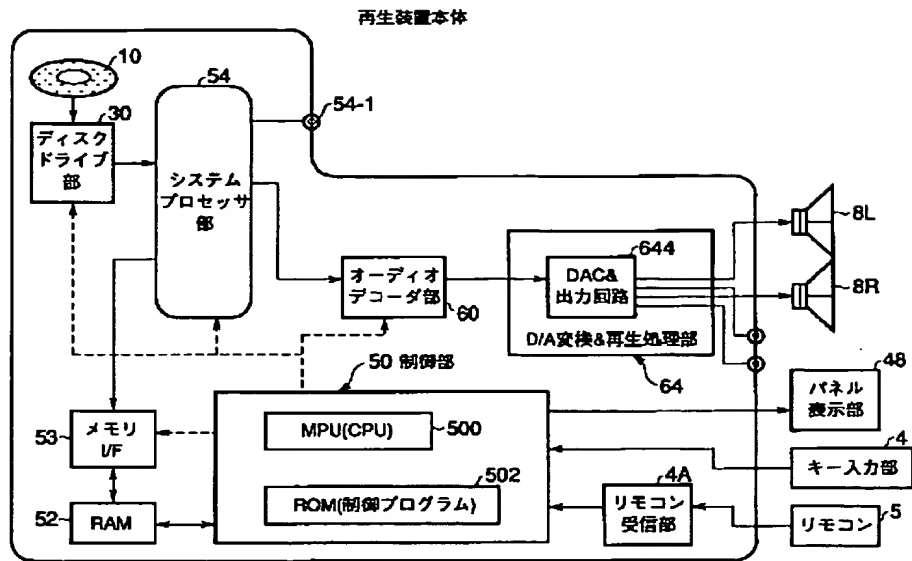 再生装置本体
10
54
54-1
30
ディスク
ドライブ
部
システム
プロセッサ
部
オーディオ
デコーダ部
60
644
DAC&
出力回路
D/A変換&再生処理部
64
8L
8R
50 制御部
MPU(CPU)
500
502
ROM(制御プログラム)
53
メモリ
I/F
52
RAM
4A
リモコン
受信部
48
パネル
表示部
4
キー入力部
リモコン
5